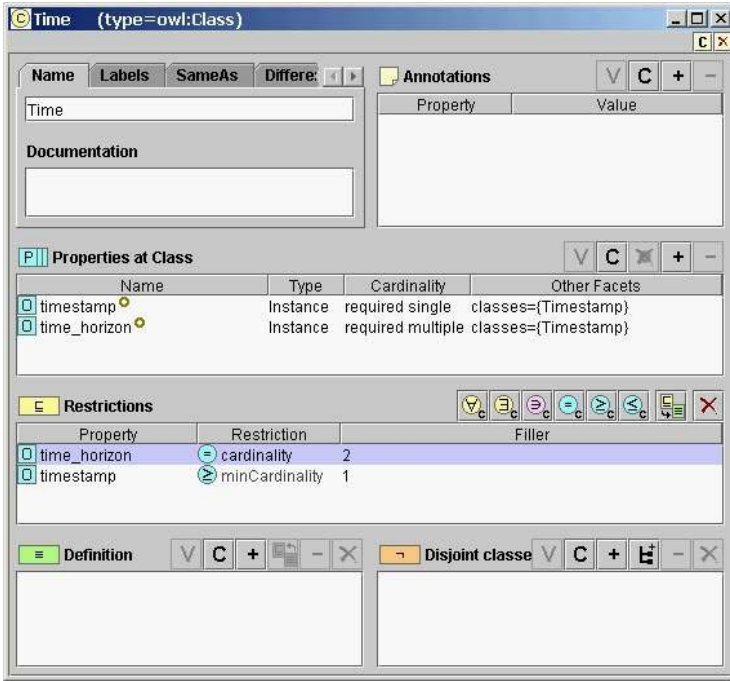 C Time (type=owl:Class)
C
Name Labels SameAs Differe:
Annotations V C + −
Time
Property Value
Documentation
P Properties at Class V C + −
Name Type Cardinality Other Facets
O timestamp Instance required single classes={Timestamp}
O time_horizon Instance required multiple classes={Timestamp}
⊑ Restrictions ∀c ∃c ∋c =c ≥c ≤c
Property Restriction Filler
O time_horizon = cardinality 2
O timestamp ≥ minCardinality 1
≡ Definition V C + −
¬ Disjoint classe V C + −